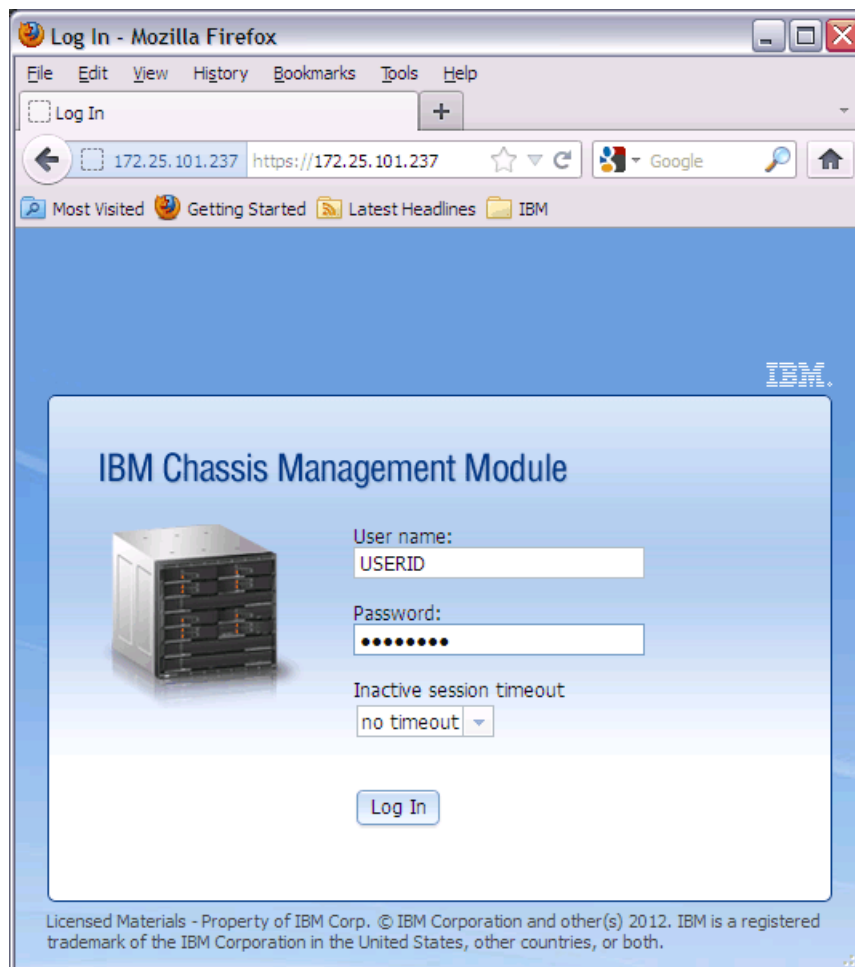 Log In - Mozilla Firefox
File Edit View History Bookmarks Tools Help
Log In +
172.25.101.237 https://172.25.101.237 Google
Most Visited Getting Started Latest Headlines IBM
IBM.
IBM Chassis Management Module
User name:
USERID
Password:
••••••••
Inactive session timeout
no timeout
Log In
Licensed Materials - Property of IBM Corp. © IBM Corporation and other(s) 2012. IBM is a registered
trademark of the IBM Corporation in the United States, other countries, or both.